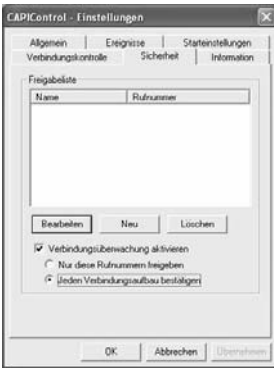 CAPIControl - Einstellungen
Allgemein Ereignisse Starteinstellungen
Verbindungskontrolle Sicherheit Information
Freigabeliste
Name Rufnummer
Bearbeiten Neu Löschen
Verbindungsüberwachung aktivieren
Nur diese Rufnummern freigeben
Jeden Verbindungsaufbau bestätigen
OK Abbrechen Übernehmen